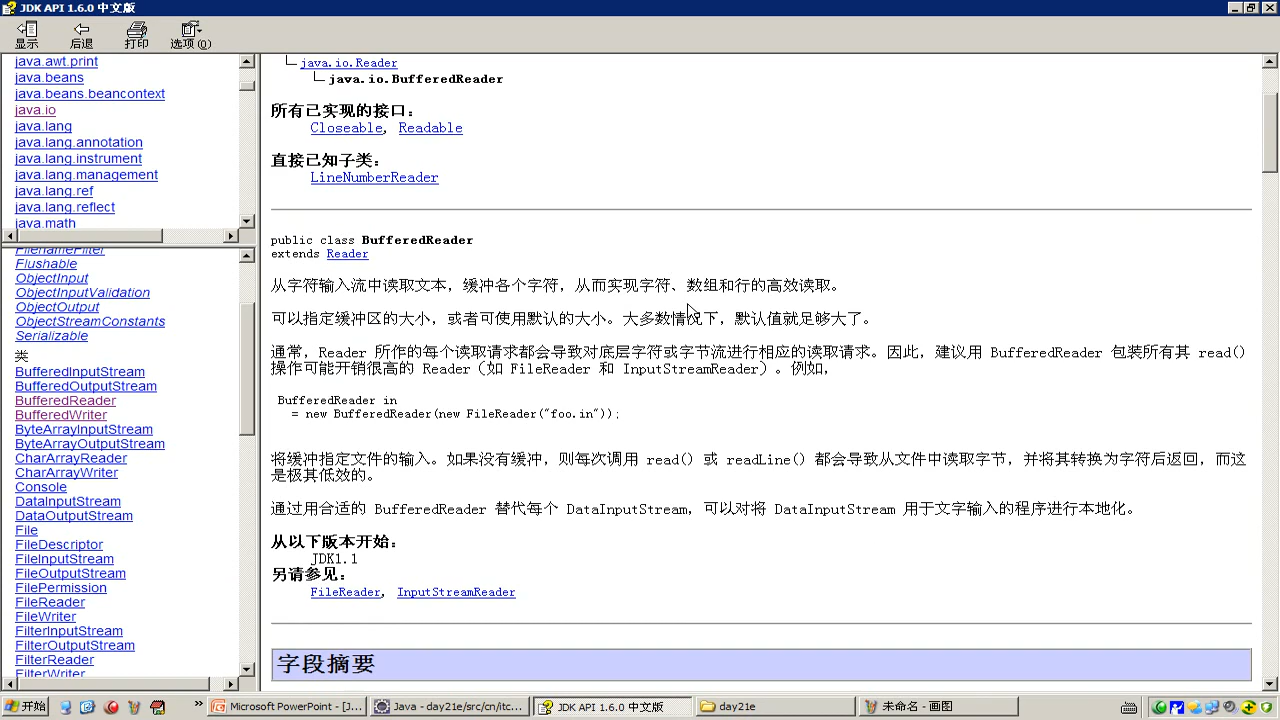 JDK API 1.6.0 中文版
显示 后退 打印 选项(O)
java.awt.print
java.beans
java.beans.beancontext
java.io
java.lang
java.lang.annotation
java.lang.instrument
java.lang.management
java.lang.ref
java.lang.reflect
java.math
FilenameFilter
Flushable
ObjectInput
ObjectInputValidation
ObjectOutput
ObjectStreamConstants
Serializable
类
BufferedInputStream
BufferedOutputStream
BufferedReader
BufferedWriter
ByteArrayInputStream
ByteArrayOutputStream
CharArrayReader
CharArrayWriter
Console
DataInputStream
DataOutputStream
File
FileDescriptor
FileInputStream
FileOutputStream
FilePermission
FileReader
FileWriter
FilterInputStream
FilterOutputStream
FilterReader
FilterWriter
java.io.Reader
java.io.BufferedReader
所有已实现的接口：
Closeable, Readable
直接已知子类：
LineNumberReader
public class BufferedReader
extends Reader
从字符输入流中读取文本，缓冲各个字符，从而实现字符、数组和行的高效读取。
可以指定缓冲区的大小，或者可使用默认的大小。大多数情况下，默认值就足够大了。
通常，Reader 所作的每个读取请求都会导致对底层字符或字节流进行相应的读取请求。因此，建议用 BufferedReader 包装所有其 read()
操作可能开销很高的 Reader（如 FileReader 和 InputStreamReader）。例如，
BufferedReader in
= new BufferedReader(new FileReader("foo.in"));
将缓冲指定文件的输入。如果没有缓冲，则每次调用 read() 或 readLine() 都会导致从文件中读取字节，并将其转换为字符后返回，而这
是极其低效的。
通过用合适的 BufferedReader 替代每个 DataInputStream，可以对将 DataInputStream 用于文字输入的程序进行本地化。
从以下版本开始：
JDK1.1
另请参见：
FileReader, InputStreamReader
字段摘要
开始 » Microsoft PowerPoint - [J... Java - day21e/src/cn/itc... JDK API 1.6.0 中文版 day21e 未命名 - 画图